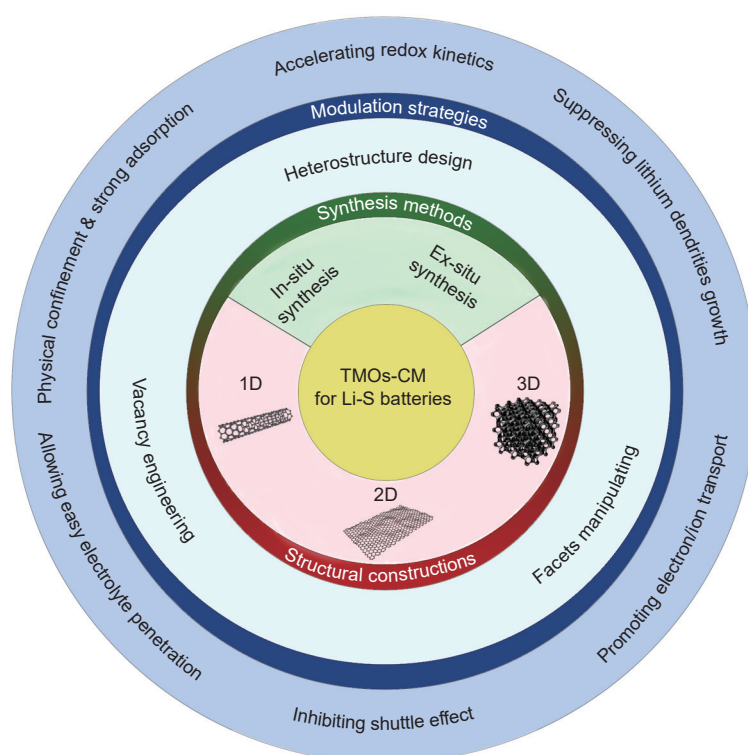 Accelerating redox kinetics
Suppressing lithium dendrities growth
Promoting electron/ion transport
Inhibiting shuttle effect
Allowing easy electrolyte penetration
Physical confinement & strong adsorption
Modulation strategies
Heterostructure design
Facets manipulating
Vacancy engineering
Synthesis methods
In-situ
synthesis
Ex-situ
synthesis
1D
TMOs-CM
for Li-S batteries
3D
2D
Structural constructions